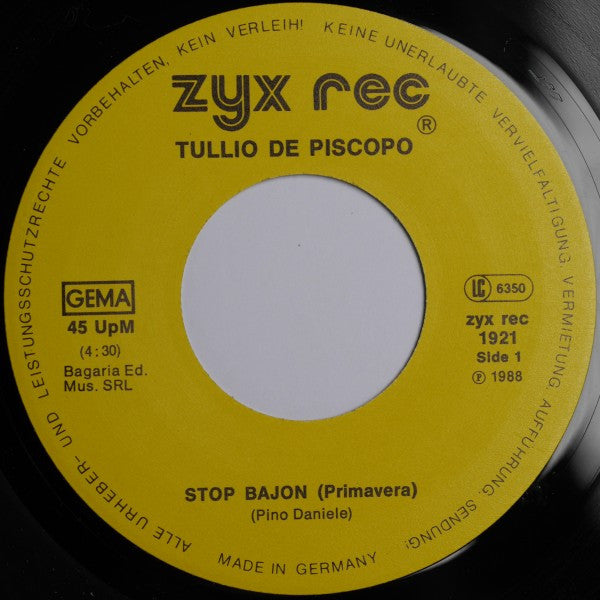 ALLE URHEBER- UND LEISTUNGSSCHUTZRECHTE VORBEHALTEN, KEIN VERLEIH! KEINE UNERLAUBTE VERVIELFALTIGUNG, VERMIETUNG, AUFFÜHRUNG, SENDUNG!
zyx rec ®
TULLIO DE PISCOPO
GEMA
45 UpM
(4:30)
Bagaria Ed.
Mus. SRL
LC 6350
zyx rec
1921
Side 1
℗ 1988
STOP BAJON (Primavera)
(Pino Daniele)
MADE IN GERMANY